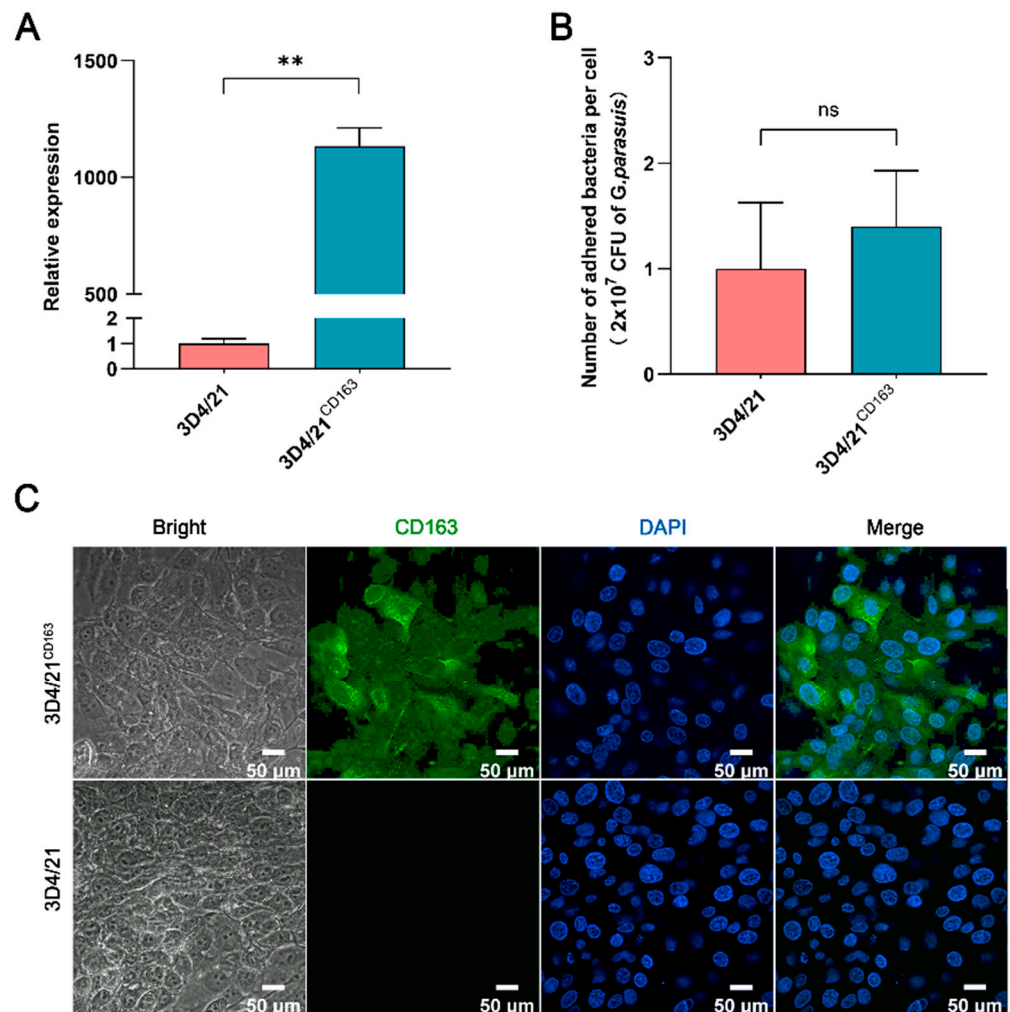 A
Relative expression
1500
1000
500
2
1
0
**
3D4/21
3D4/21CD163
B
Number of adhered bacteria per cell
( 2x10⁷ CFU of G.parasuis )
3
2
1
0
ns
3D4/21
3D4/21CD163
C
Bright CD163 DAPI Merge
3D4/21CD163
50 μm 50 μm 50 μm 50 μm
3D4/21
50 μm 50 μm 50 μm 50 μm